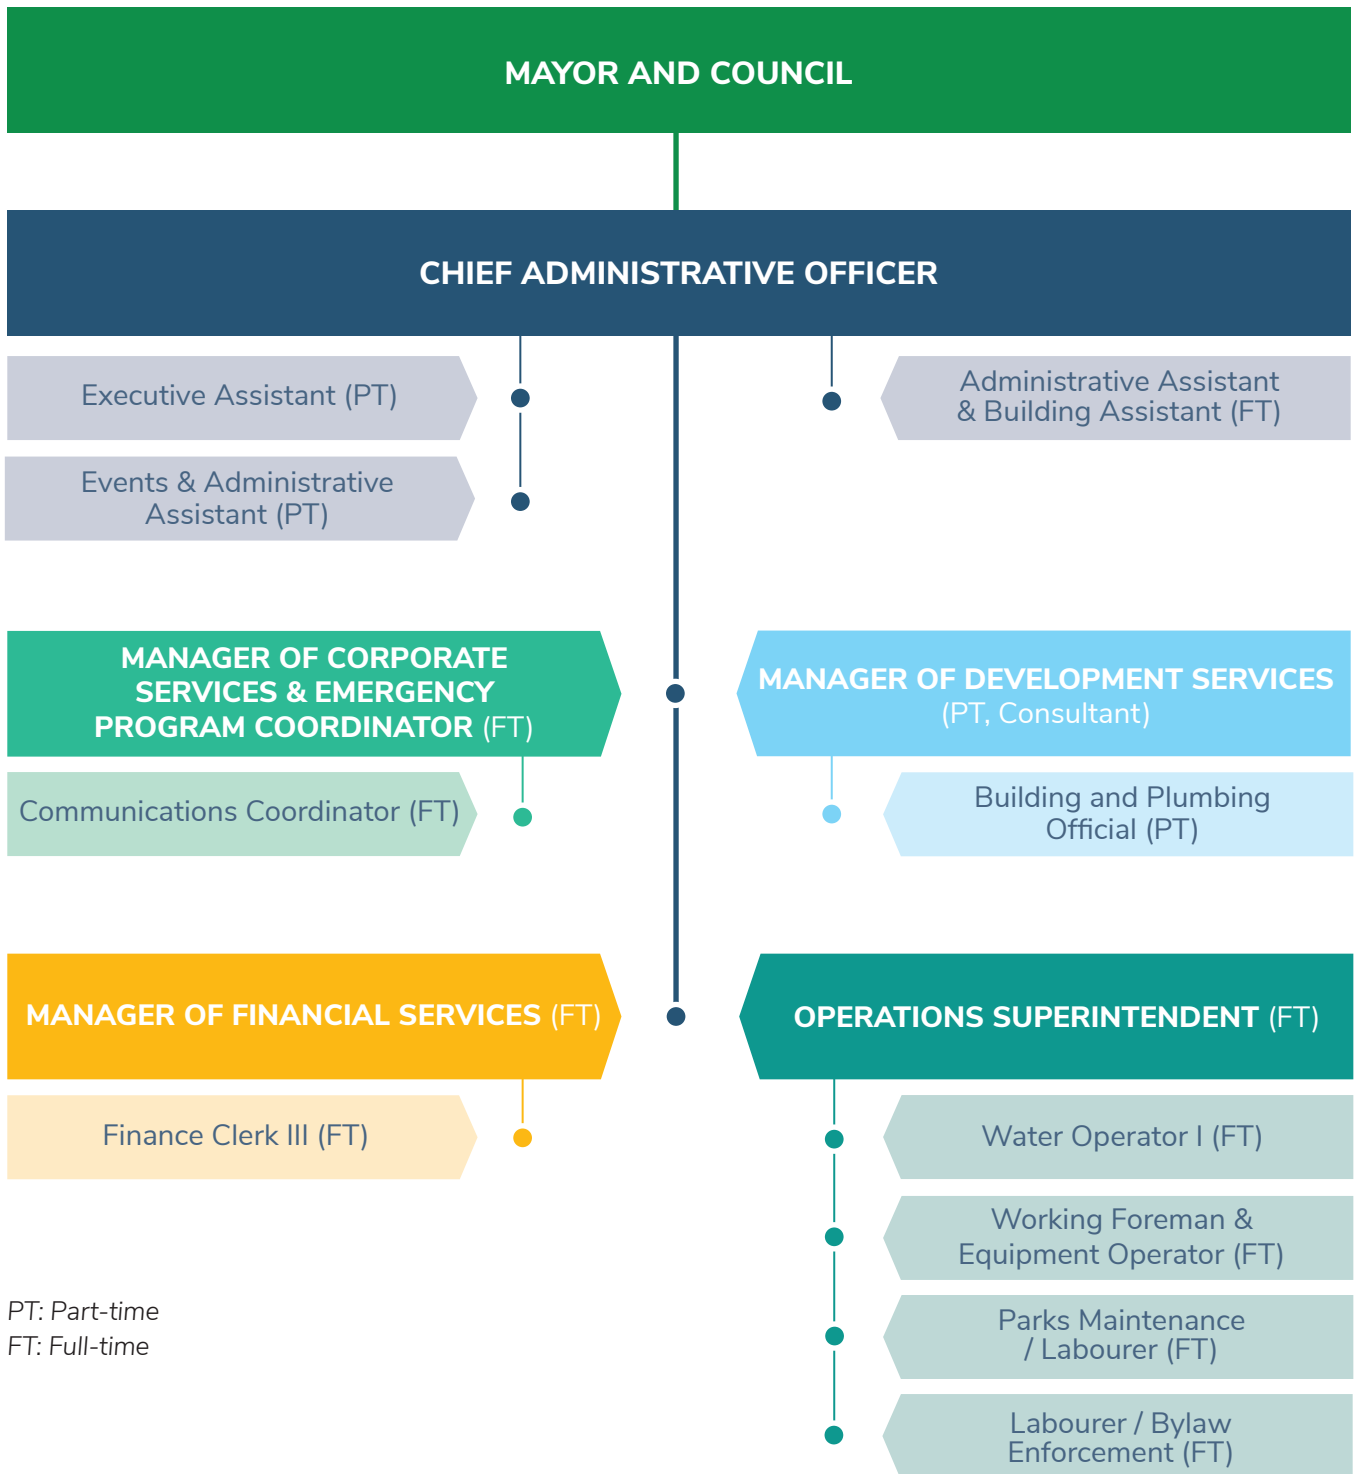 MAYOR AND COUNCIL
CHIEF ADMINISTRATIVE OFFICER
Executive Assistant (PT)
Administrative Assistant
& Building Assistant (FT)
Events & Administrative
Assistant (PT)
MANAGER OF CORPORATE
SERVICES & EMERGENCY
PROGRAM COORDINATOR (FT)
MANAGER OF DEVELOPMENT SERVICES
(PT, Consultant)
Communications Coordinator (FT)
Building and Plumbing
Official (PT)
MANAGER OF FINANCIAL SERVICES (FT)
OPERATIONS SUPERINTENDENT (FT)
Finance Clerk III (FT)
Water Operator I (FT)
Working Foreman &
Equipment Operator (FT)
Parks Maintenance
/ Labourer (FT)
Labourer / Bylaw
Enforcement (FT)
PT: Part-time
FT: Full-time